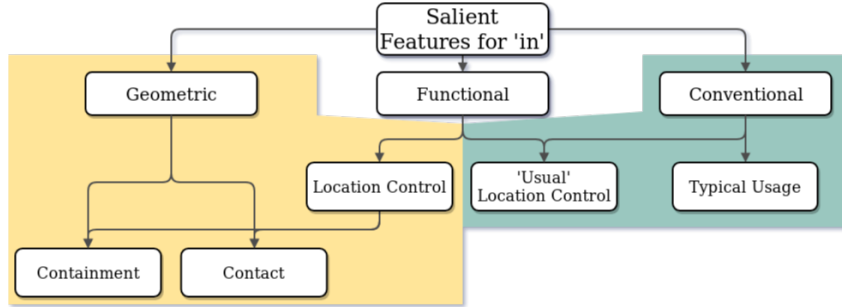 Salient
Features for 'in'
Geometric
Functional
Conventional
Location Control
'Usual'
Location Control
Typical Usage
Containment
Contact